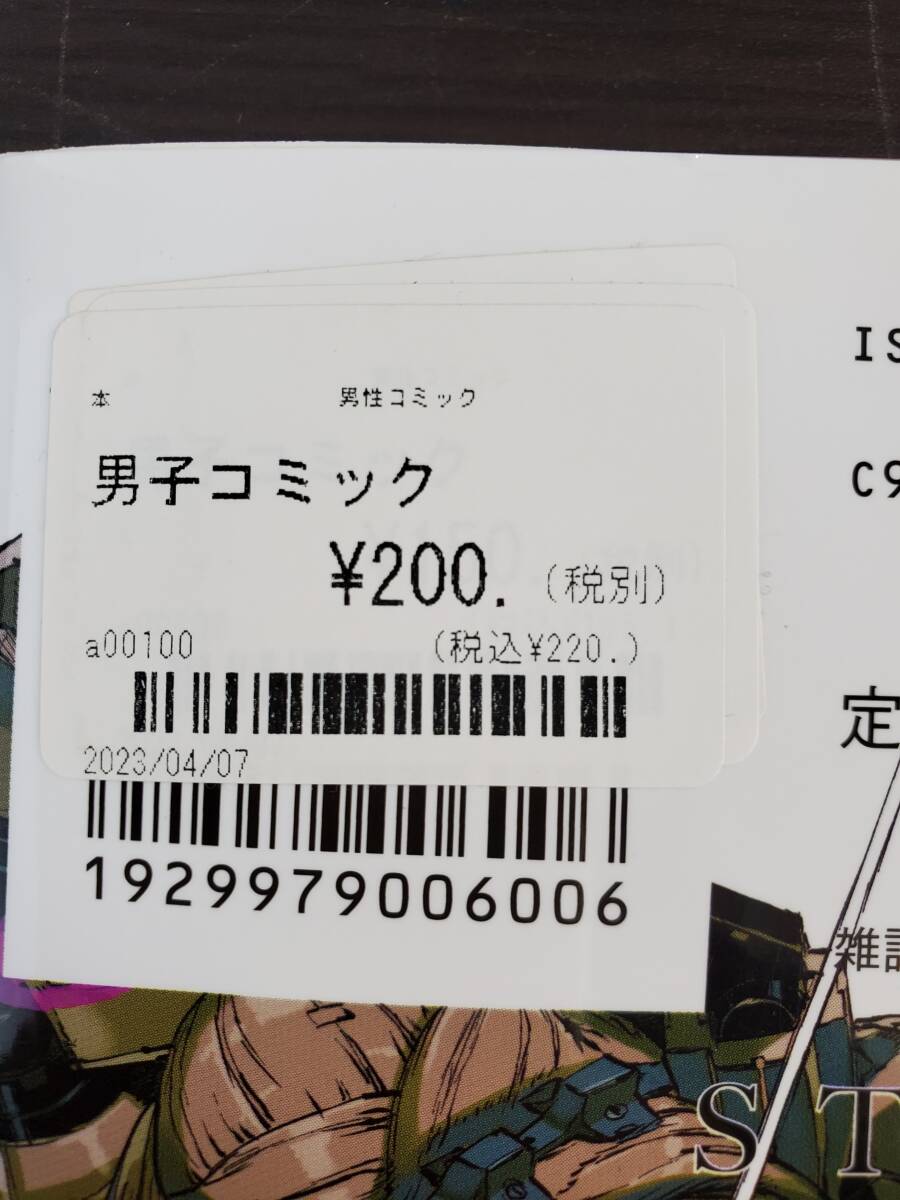 本 男性コミック
男子コミック
¥200. (税別)
a00100 (税込¥220.)
2023/04/07
1929979006006
IS
C9
定
雑誌
S T